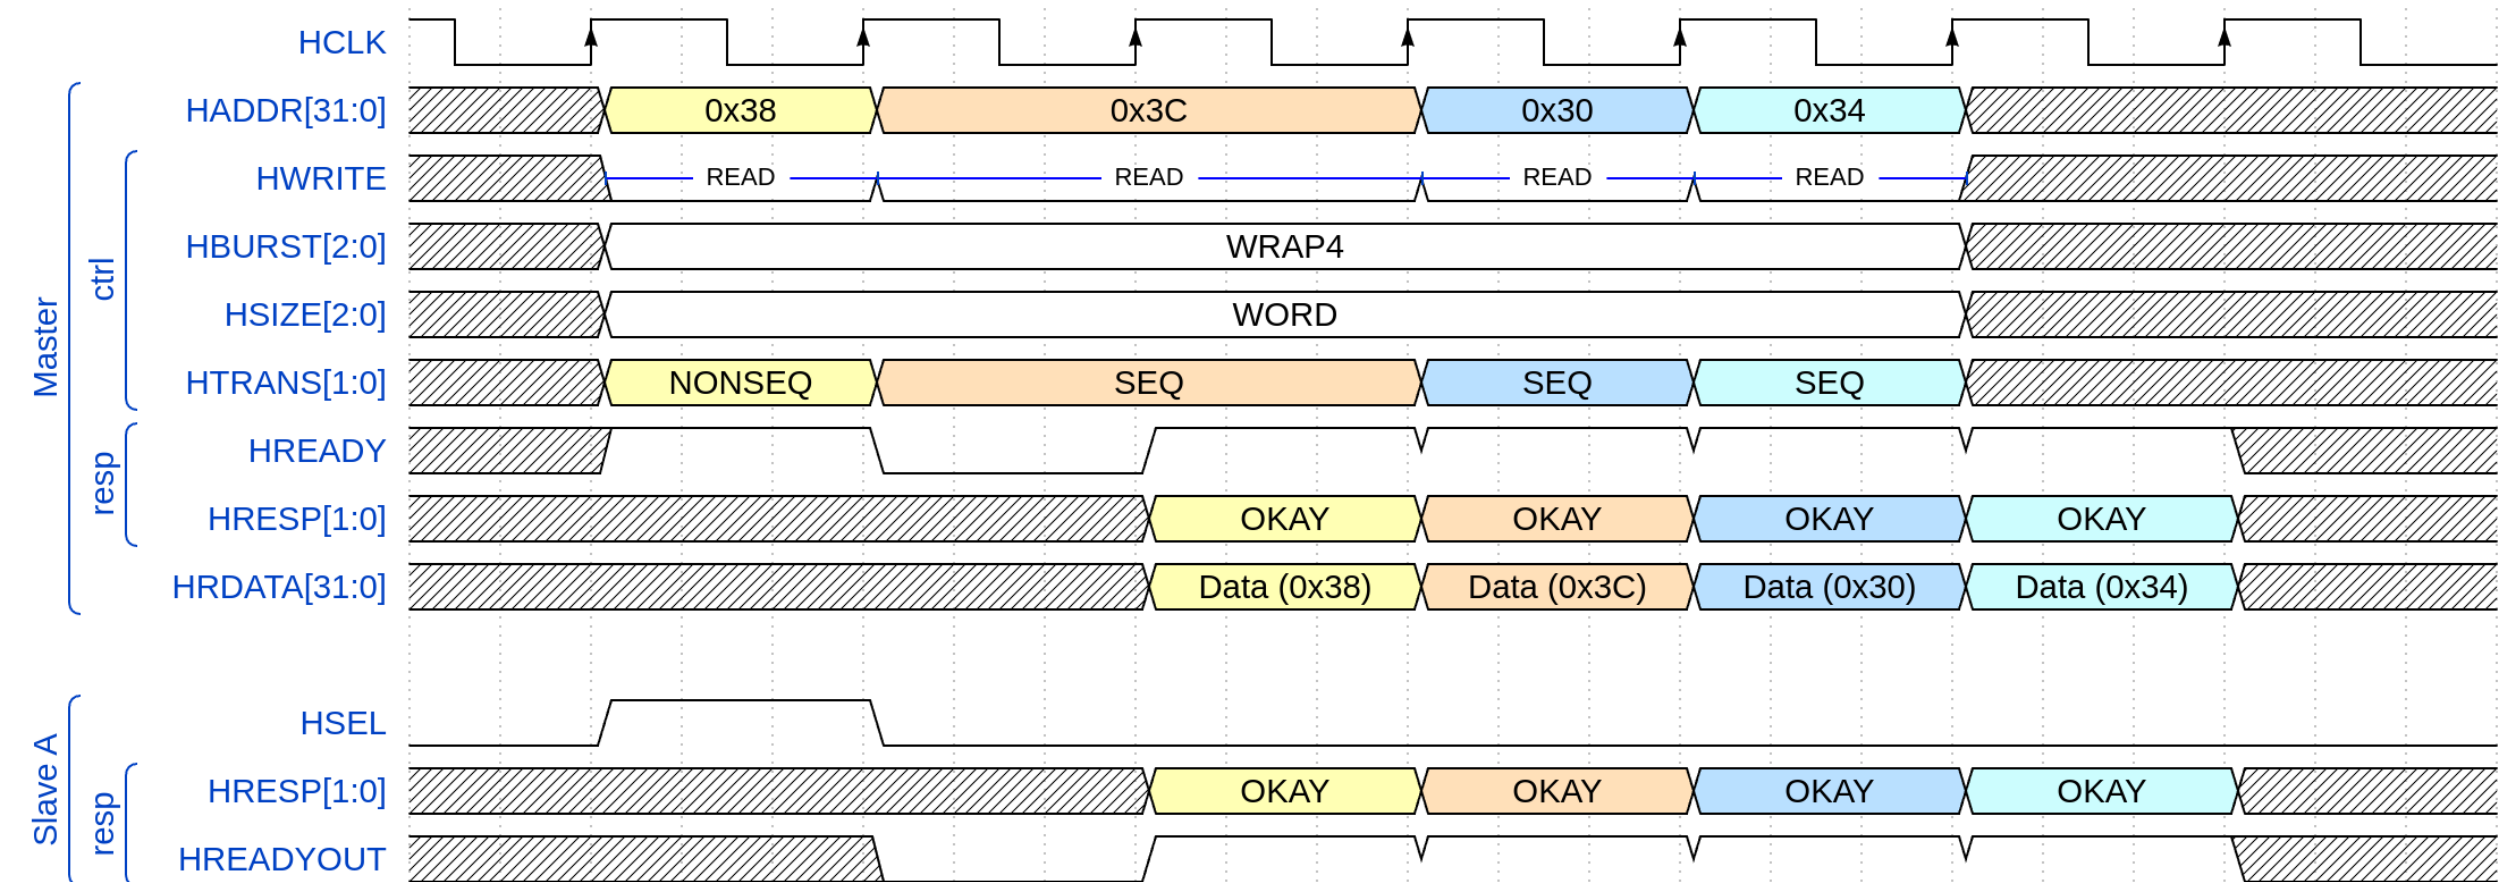 HCLK
HADDR[31:0] 0x38 0x3C 0x30 0x34
HWRITE READ READ READ READ
HBURST[2:0] WRAP4
HSIZE[2:0] WORD
HTRANS[1:0] NONSEQ SEQ SEQ SEQ
HREADY
HRESP[1:0] OKAY OKAY OKAY OKAY
HRDATA[31:0] Data (0x38) Data (0x3C) Data (0x30) Data (0x34)
Master
ctrl
resp
HSEL
HRESP[1:0] OKAY OKAY OKAY OKAY
HREADYOUT
Slave A
resp